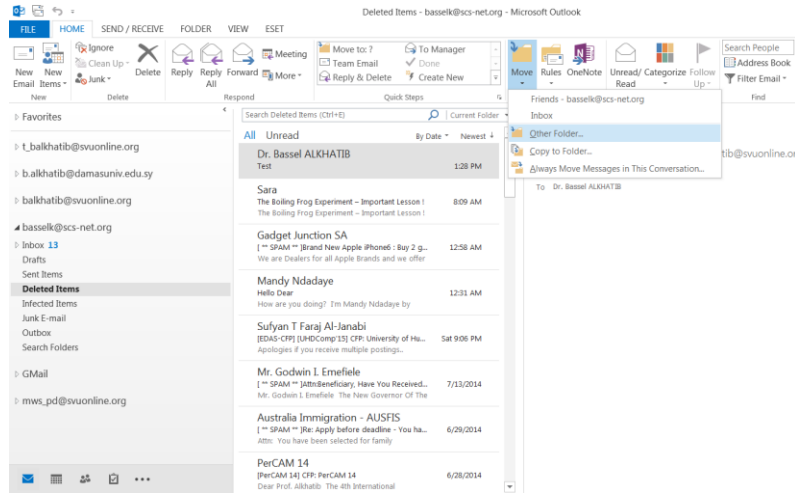 Deleted Items - basselk@scs-net.org - Microsoft Outlook
FILE HOME SEND / RECEIVE FOLDER VIEW ESET
New Email
New Items
Ignore
Clean Up
Junk
Delete
Reply
Reply All
Forward
Meeting
More
Move to: ?
Team Email
Reply & Delete
To Manager
Done
Create New
Move
Rules
OneNote
Unread/ Read
Categorize
Follow Up
Search People
Address Book
Filter Email
New Delete Respond Quick Steps Find
Friends - basselk@scs-net.org
Inbox
Other Folder...
Copy to Folder...
Always Move Messages in This Conversation...
Favorites
t_balkhatib@svuonline.org
b.alkhatib@damasuniv.edu.sy
balkhatib@svuonline.org
basselk@scs-net.org
Inbox 13
Drafts
Sent Items
Deleted Items
Infected Items
Junk E-mail
Outbox
Search Folders
GMail
mws_pd@svuonline.org
Search Deleted Items (Ctrl+E) Current Folder
All Unread By Date Newest
Dr. Bassel ALKHATIB
Test 1:28 PM
Sara
The Boiling Frog Experiment – Important Lesson ! 8:09 AM
The Boiling Frog Experiment – Important Lesson !
Gadget Junction SA
[ ** SPAM ** ]Brand New Apple iPhone6 : Buy 2 g... 12:58 AM
We are Dealers for all Apple Brands and we offer
Mandy Ndadaye
Hello Dear 12:31 AM
How are you doing? I'm Mandy Ndadaye by
Sufyan T Faraj Al-Janabi
[EDAS-CFP] [UHDComp'15] CFP: University of Hu... Sat 9:06 PM
Apologies if you receive multiple postings..
Mr. Godwin I. Emefiele
[ ** SPAM ** ]Attn:Beneficiary, Have You Received... 7/13/2014
Mr. Godwin I. Emefiele The New Governor Of The
Australia Immigration - AUSFIS
[ ** SPAM ** ]Re: Apply before deadline - You ha... 6/29/2014
Attn: You have been selected for family
PerCAM 14
[PerCAM 14] CFP: PerCAM 14 6/28/2014
Dear Prof. Alkhatib The 4th International
tib@svuonline.or
To Dr. Bassel ALKHATIB